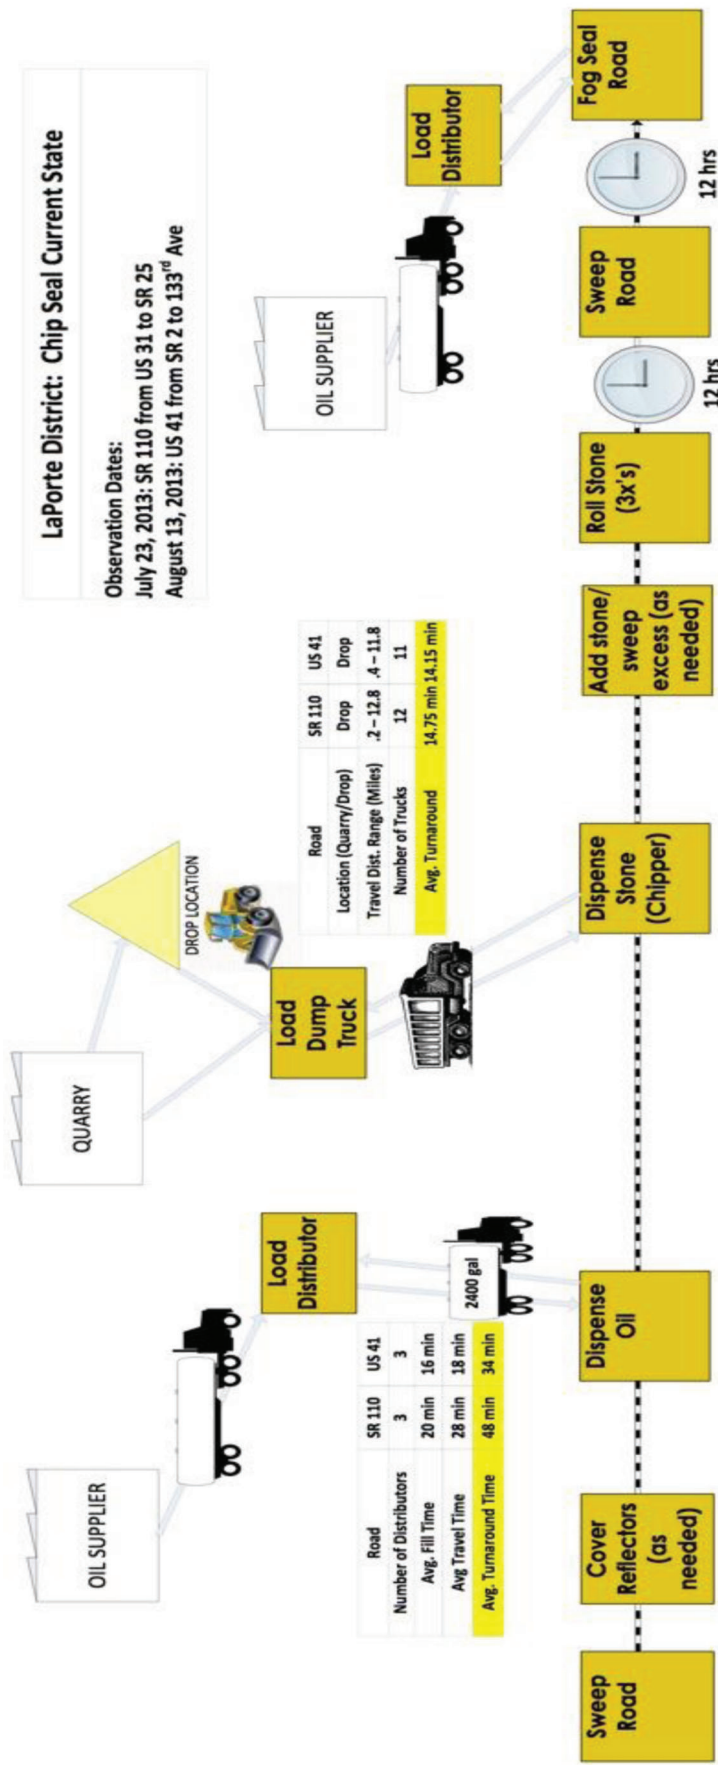 LaPorte District: Chip Seal Current State
Observation Dates:
July 23, 2013: SR 110 from US 31 to SR 25
August 13, 2013: US 41 from SR 2 to 133rd Ave
OIL SUPPLIER
Load
Distributor
2400 gal
Road SR 110 US 41
Number of Distributors 3 3
Avg. Fill Time 20 min 16 min
Avg Travel Time 28 min 18 min
Avg. Turnaround Time 48 min 34 min
QUARRY
DROP LOCATION
Load
Dump
Truck
Road SR 110 US 41
Location (Quarry/Drop) Drop Drop
Travel Dist. Range (Miles) .2 – 12.8 .4 – 11.8
Number of Trucks 12 11
Avg. Turnaround 14.75 min 14.15 min
OIL SUPPLIER
Load
Distributor
Sweep
Road
Cover
Reflectors
(as
needed)
Dispense
Oil
Dispense
Stone
(Chipper)
Add stone/
sweep
excess (as
needed)
Roll Stone
(3x's)
12 hrs
Sweep
Road
12 hrs
Fog Seal
Road